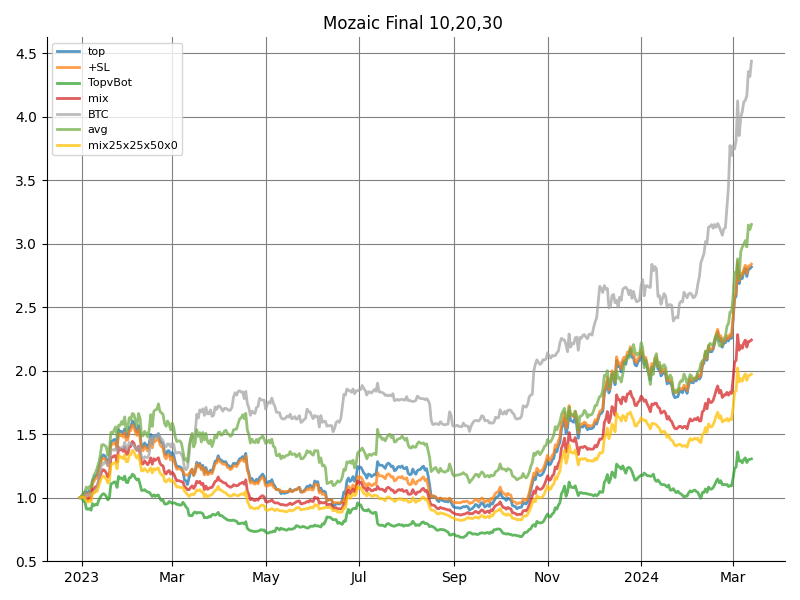 Mozaic Final 10,20,30
top
+SL
TopvBot
mix
BTC
avg
mix25x25x50x0
4.5
4.0
3.5
3.0
2.5
2.0
1.5
1.0
0.5
2023 Mar May Jul Sep Nov 2024 Mar